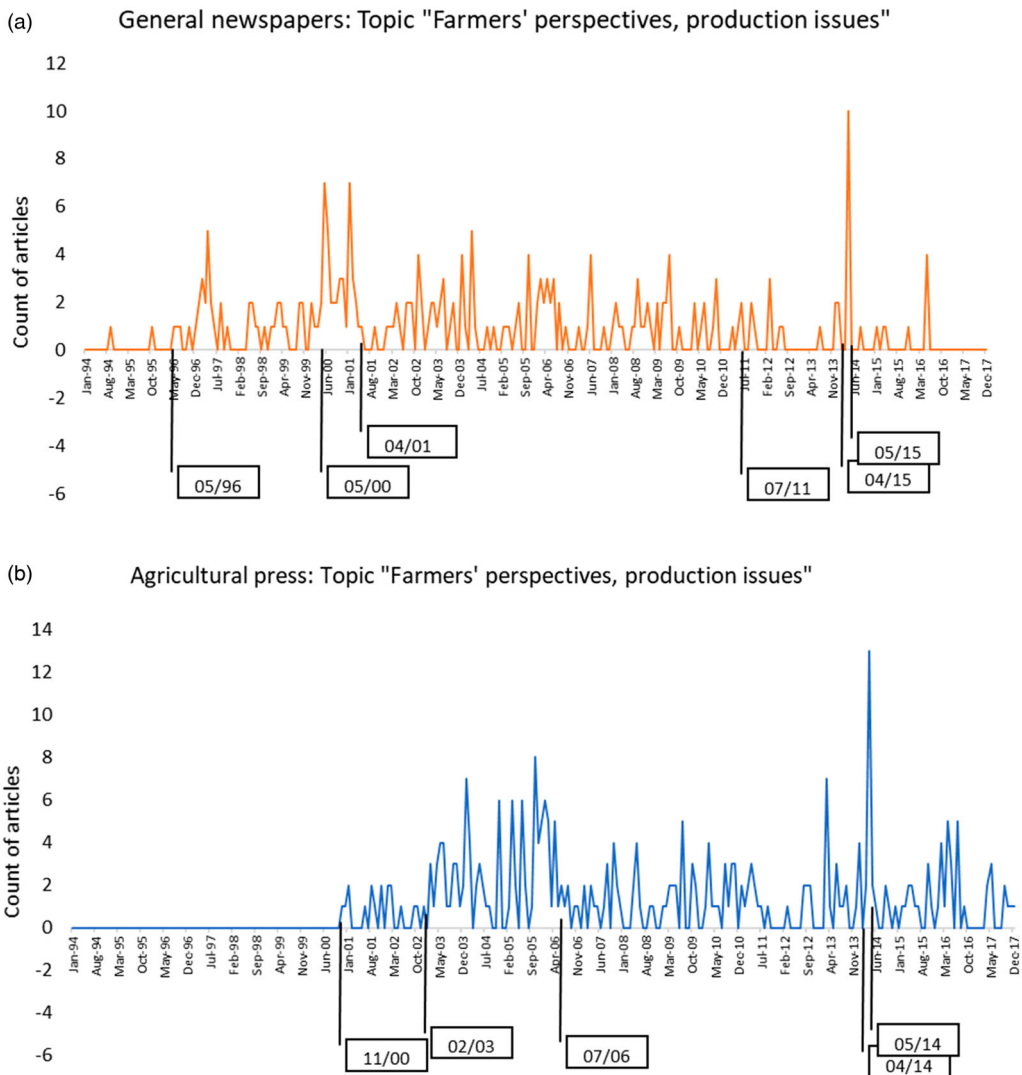 (a)
General newspapers: Topic "Farmers' perspectives, production issues"
12
10
8
6
4
2
0
-2
-4
-6
Count of articles
Jan-94
Aug-94
Mar-95
Oct-95
May-96
Dec-96
Jul-97
Feb-98
Sep-98
Apr-99
Nov-99
Jun-00
Jan-01
Aug-01
Mar-02
Oct-02
May-03
Dec-03
Jul-04
Feb-05
Sep-05
Apr-06
Nov-06
Jun-07
Jan-08
Aug-08
Mar-09
Oct-09
May-10
Dec-10
Jul-11
Feb-12
Sep-12
Apr-13
Nov-13
Jun-14
Jan-15
Aug-15
Mar-16
Oct-16
May-17
Dec-17
04/01
05/15
05/96
05/00
07/11
04/15
(b)
Agricultural press: Topic "Farmers' perspectives, production issues"
14
12
10
8
6
4
2
0
-2
-4
-6
Count of articles
Jan-94
Aug-94
Mar-95
Oct-95
May-96
Dec-96
Jul-97
Feb-98
Sep-98
Apr-99
Nov-99
Jun-00
Jan-01
Aug-01
Mar-02
Oct-02
May-03
Dec-03
Jul-04
Feb-05
Sep-05
Apr-06
Nov-06
Jun-07
Jan-08
Aug-08
Mar-09
Oct-09
May-10
Dec-10
Jul-11
Feb-12
Sep-12
Apr-13
Nov-13
Jun-14
Jan-15
Aug-15
Mar-16
Oct-16
May-17
Dec-17
11/00
02/03
07/06
05/14
04/14